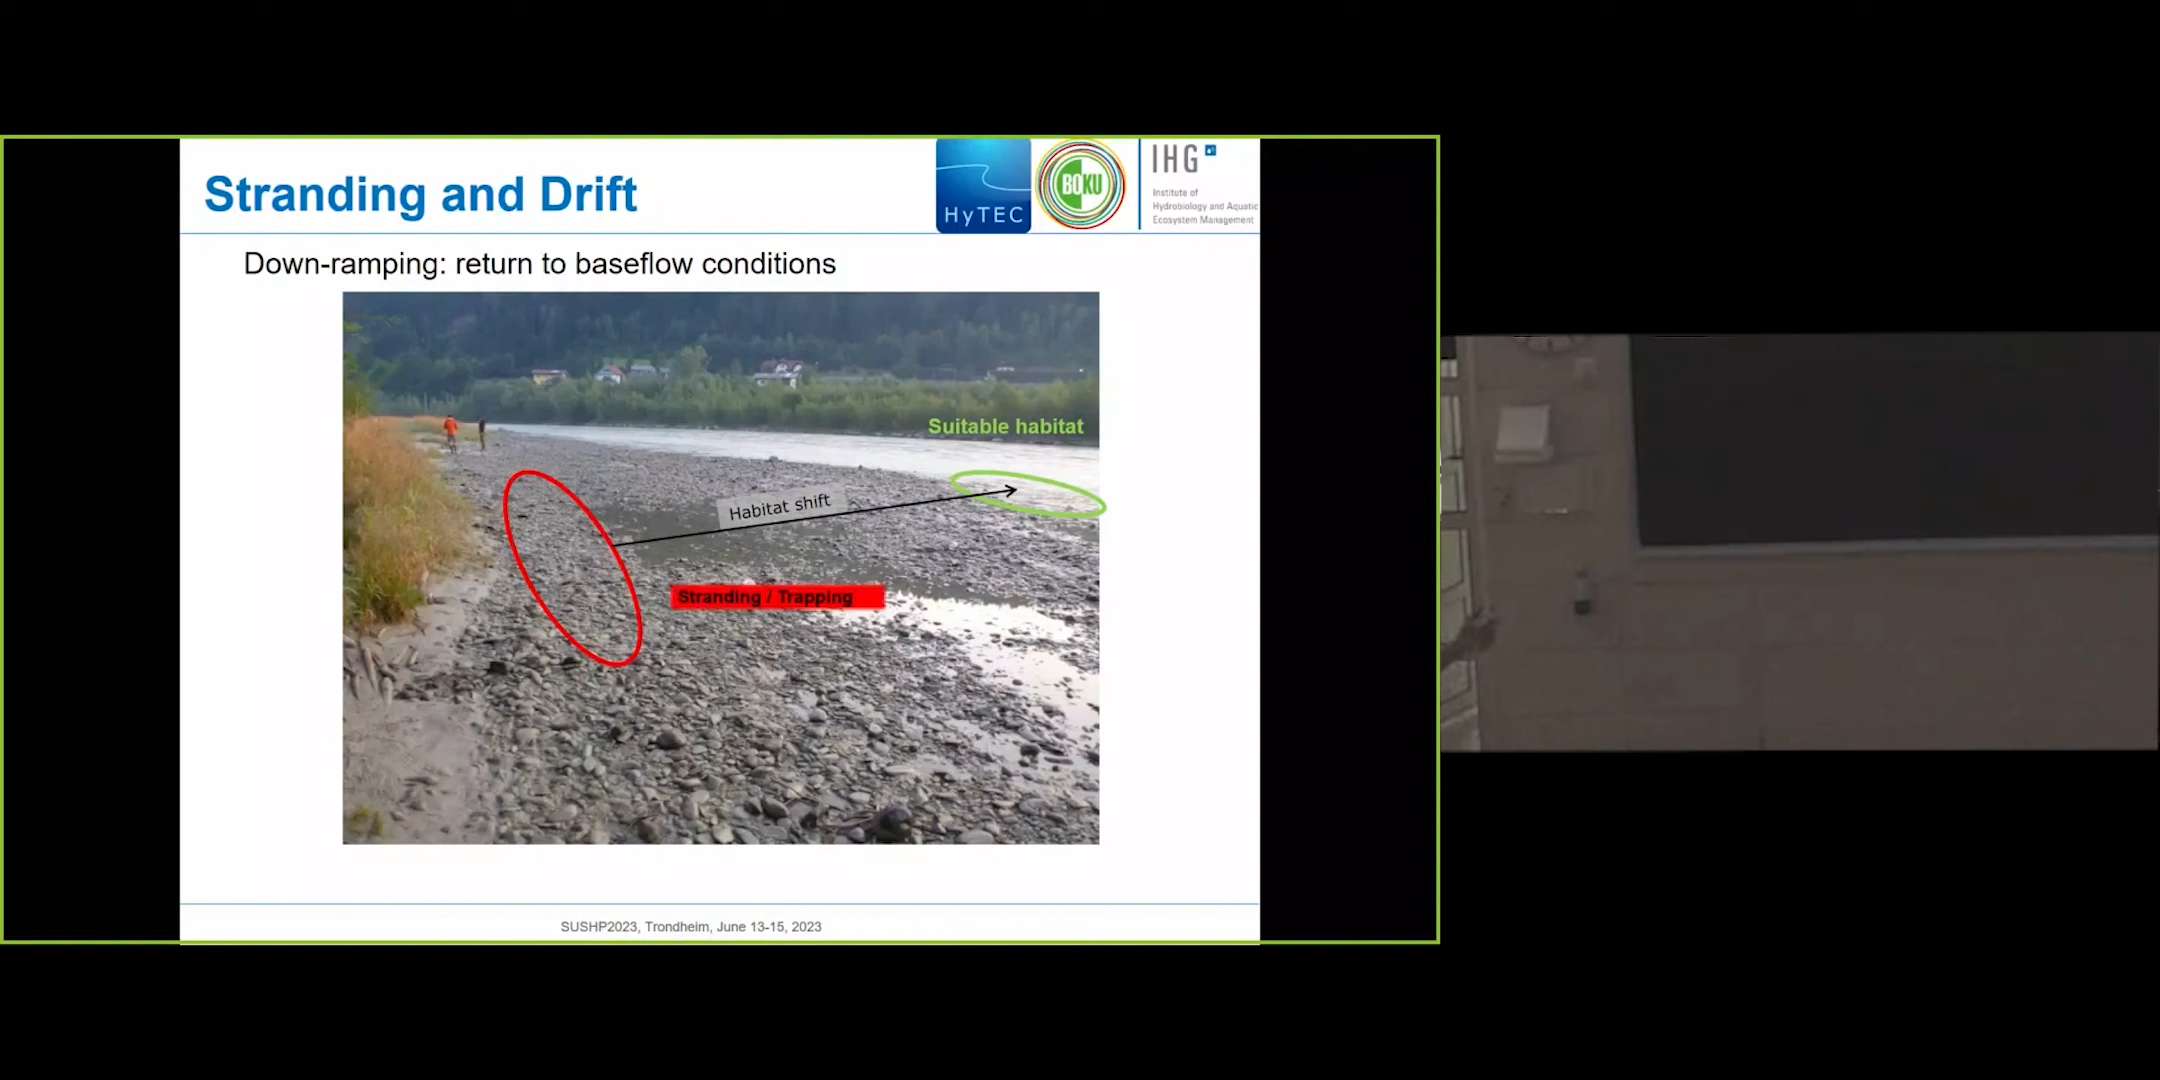 Stranding and Drift
HyTEC
BOKU
IHG
Institute of
Hydrobiology and Aquatic
Ecosystem Management
Down-ramping: return to baseflow conditions
Suitable habitat
Habitat shift
Stranding / Trapping
SUSHP2023, Trondheim, June 13-15, 2023